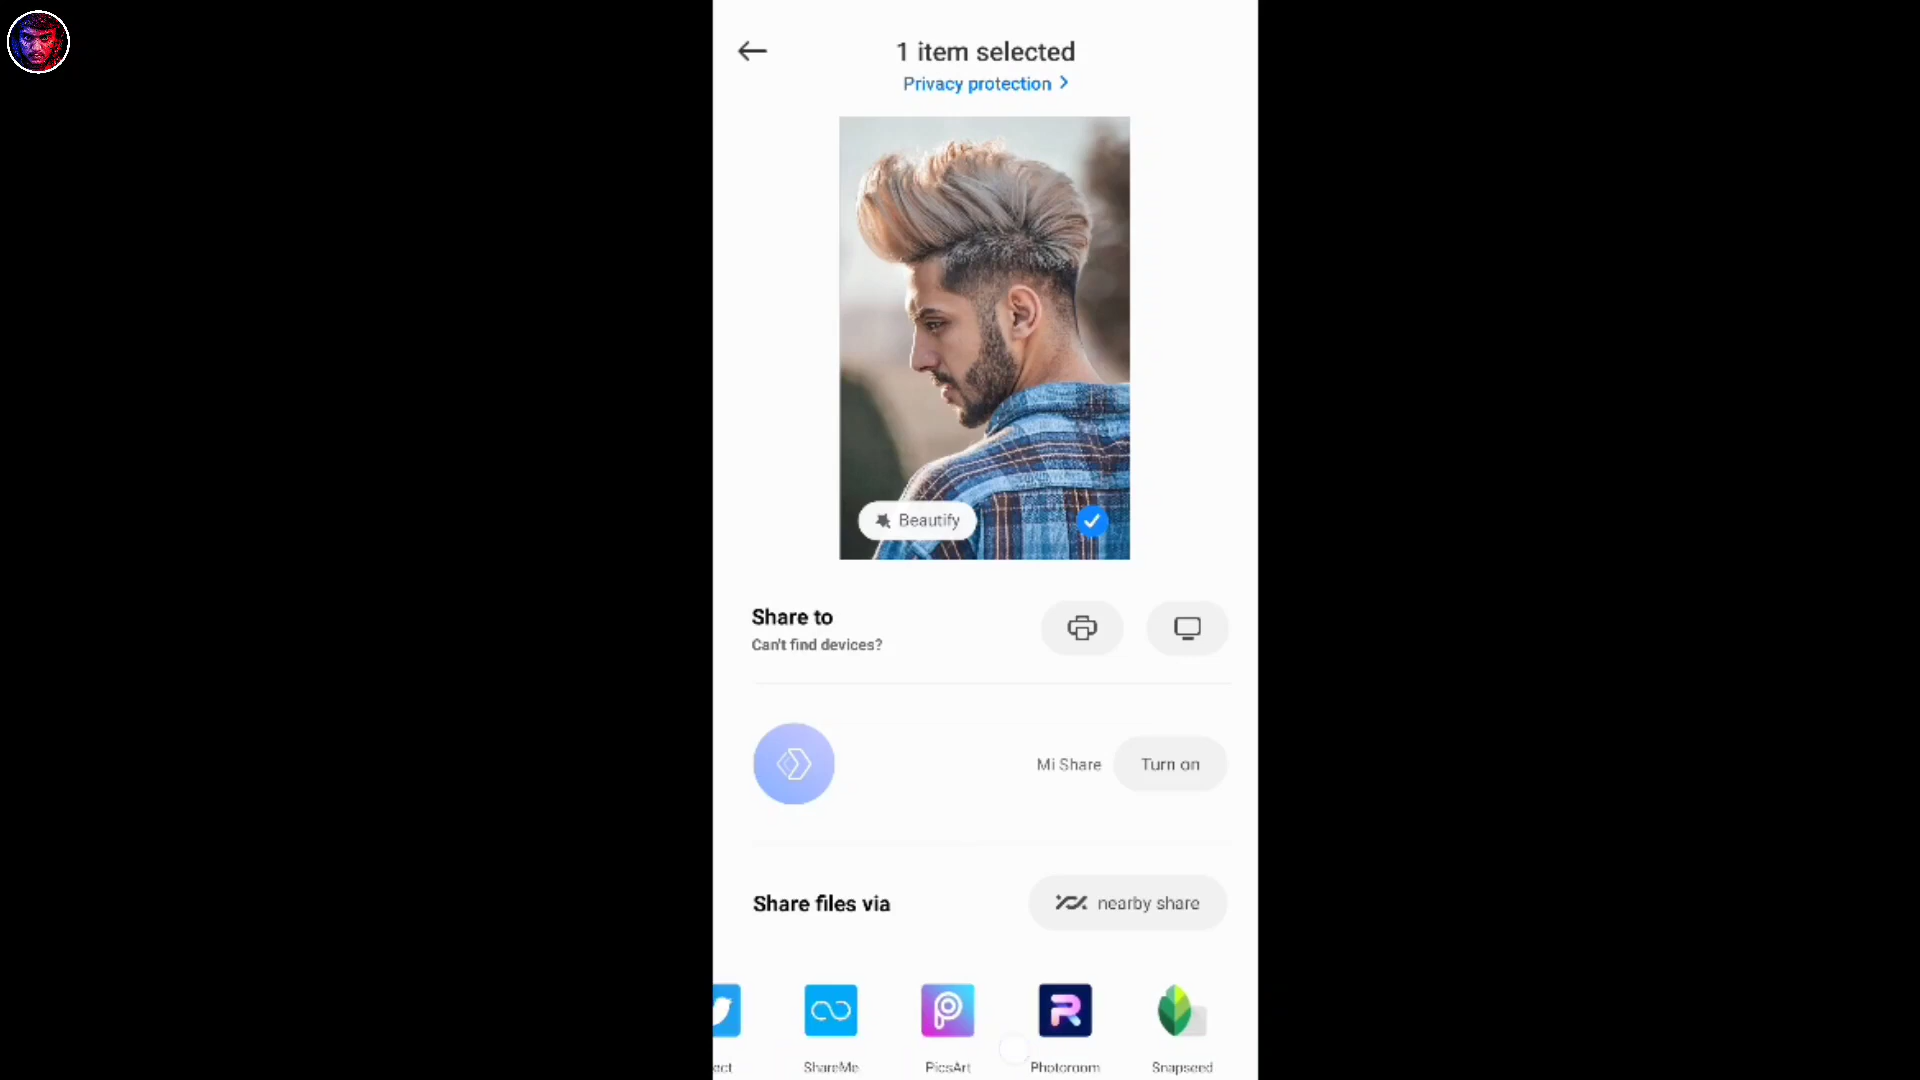 1 item selected
Privacy protection
Beautify
Share to
Can't find devices?
Mi Share
Turn on
Share files via
nearby share
ect
ShareMe
PicsArt
Photoroom
Snapseed